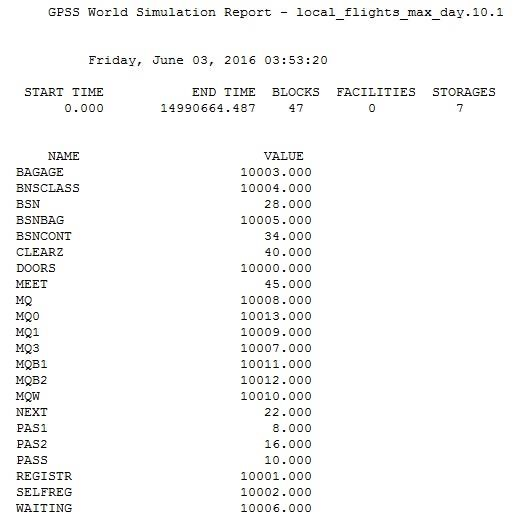 GPSS World Simulation Report - local_flights_max_day.10.1
Friday, June 03, 2016 03:53:20
START TIME END TIME BLOCKS FACILITIES STORAGES
0.000 14990664.487 47 0 7
NAME VALUE
BAGAGE 10003.000
BNSCLASS 10004.000
BSN 28.000
BSNBAG 10005.000
BSNCONT 34.000
CLEARZ 40.000
DOORS 10000.000
MEET 45.000
MQ 10008.000
MQ0 10013.000
MQ1 10009.000
MQ3 10007.000
MQB1 10011.000
MQB2 10012.000
MQW 10010.000
NEXT 22.000
PAS1 8.000
PAS2 16.000
PASS 10.000
REGISTR 10001.000
SELFREG 10002.000
WAITING 10006.000